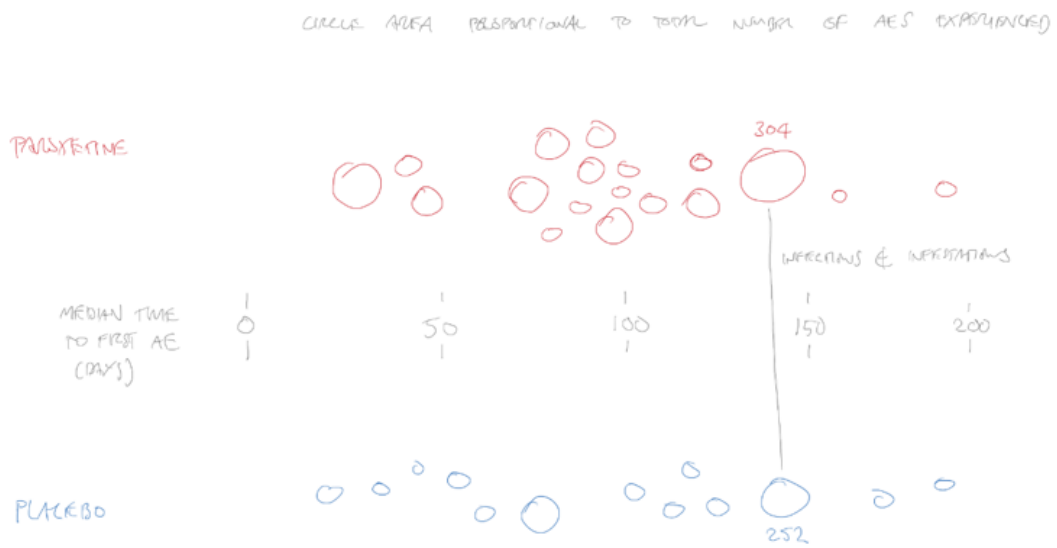 CIRCLE AREA PROPORTIONAL TO TOTAL NUMBER OF AES EXPERIENCED
PAROXETINE
304
INFECTIONS & INFESTATIONS
MEDIAN TIME
TO FIRST AE
(DAYS)
0 50 100 150 200
PLACEBO
252